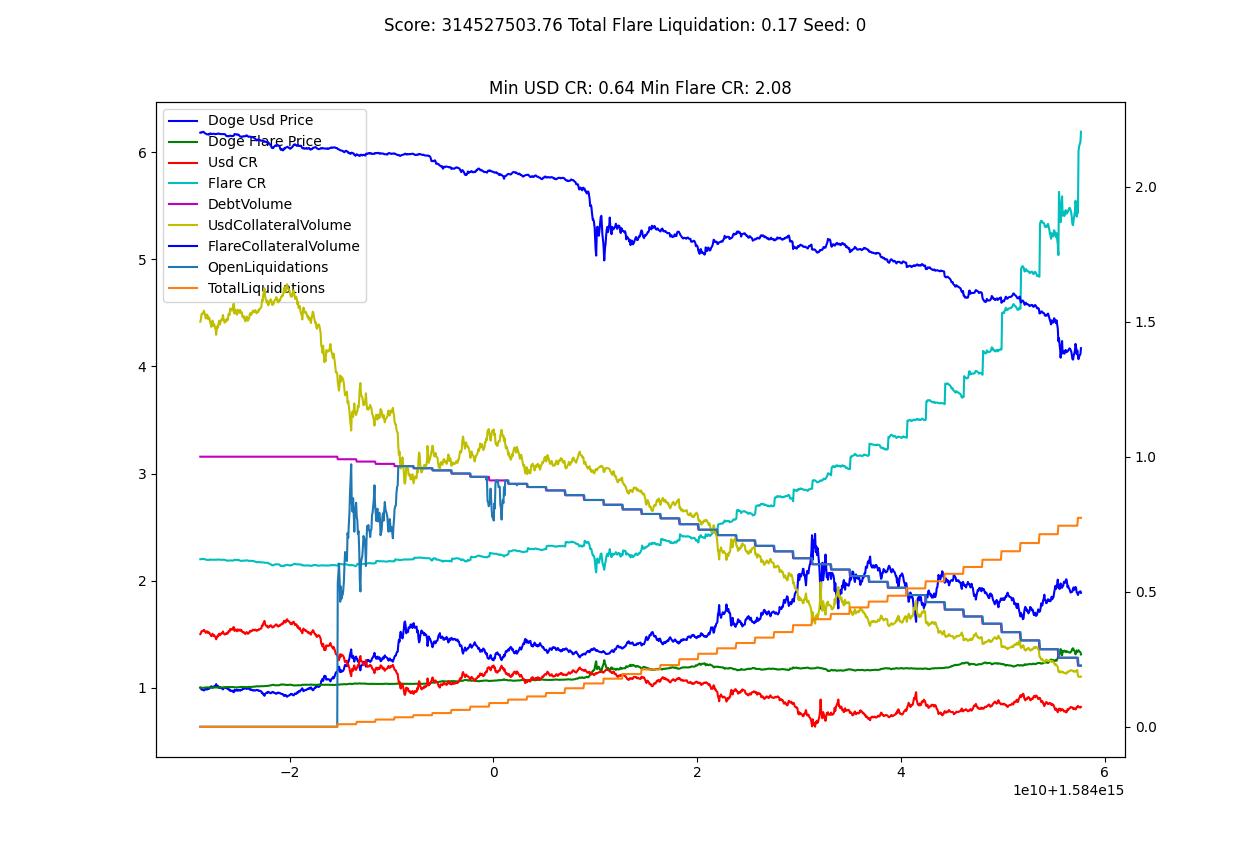 Score: 314527503.76 Total Flare Liquidation: 0.17 Seed: 0
Min USD CR: 0.64 Min Flare CR: 2.08
Doge Usd Price
Doge Flare Price
Usd CR
Flare CR
DebtVolume
UsdCollateralVolume
FlareCollateralVolume
OpenLiquidations
TotalLiquidations
6
5
4
3
2
1
2.0
1.5
1.0
0.5
0.0
−2
0
2
4
6
1e10+1.584e15